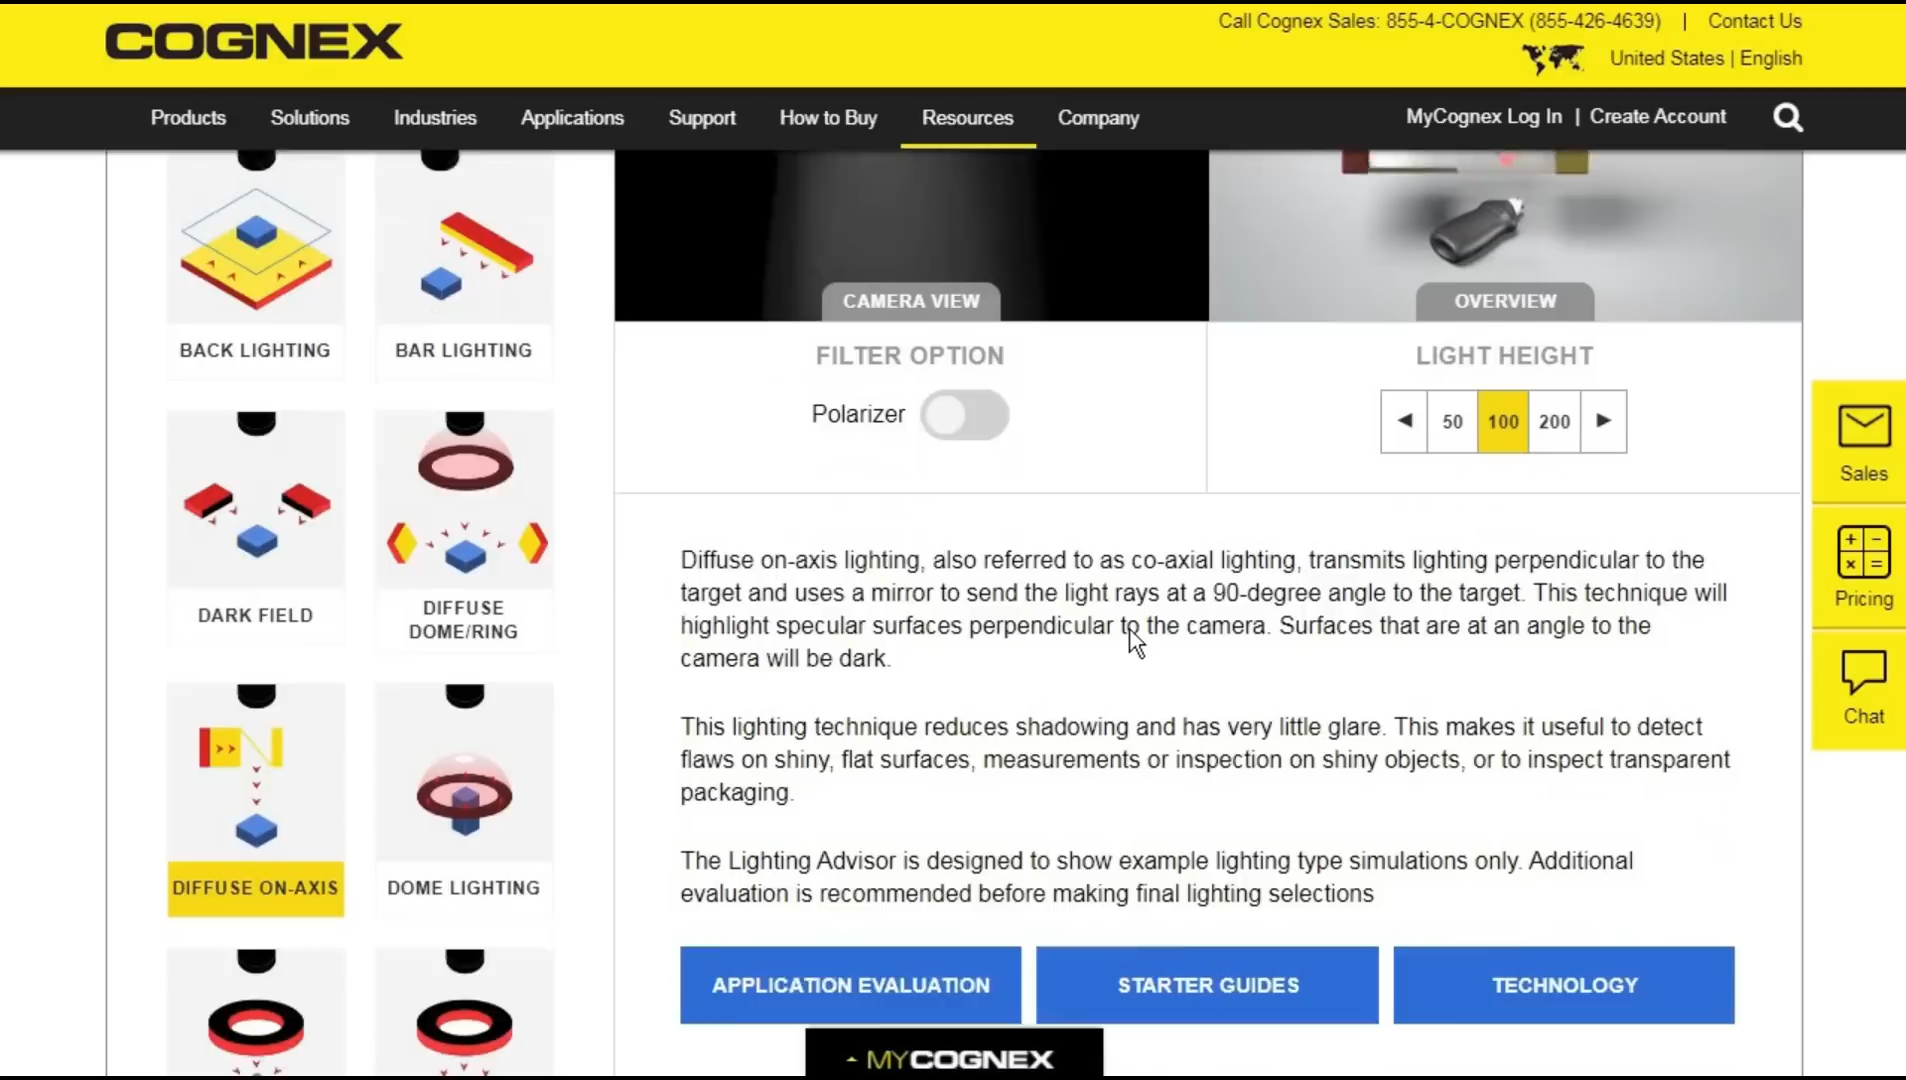 COGNEX
Call Cognex Sales: 855-4-COGNEX (855-426-4639) | Contact Us
United States | English
Products Solutions Industries Applications Support How to Buy Resources Company MyCognex Log In | Create Account
CAMERA VIEW OVERVIEW
BACK LIGHTING BAR LIGHTING
FILTER OPTION LIGHT HEIGHT
Polarizer
50 100 200
DARK FIELD
DIFFUSE
DOME/RING
Diffuse on-axis lighting, also referred to as co-axial lighting, transmits lighting perpendicular to the
target and uses a mirror to send the light rays at a 90-degree angle to the target. This technique will
highlight specular surfaces perpendicular to the camera. Surfaces that are at an angle to the
camera will be dark.
This lighting technique reduces shadowing and has very little glare. This makes it useful to detect
flaws on shiny, flat surfaces, measurements or inspection on shiny objects, or to inspect transparent
packaging.
DIFFUSE ON-AXIS DOME LIGHTING
The Lighting Advisor is designed to show example lighting type simulations only. Additional
evaluation is recommended before making final lighting selections
APPLICATION EVALUATION STARTER GUIDES TECHNOLOGY
MYCOGNEX
Sales
Pricing
Chat